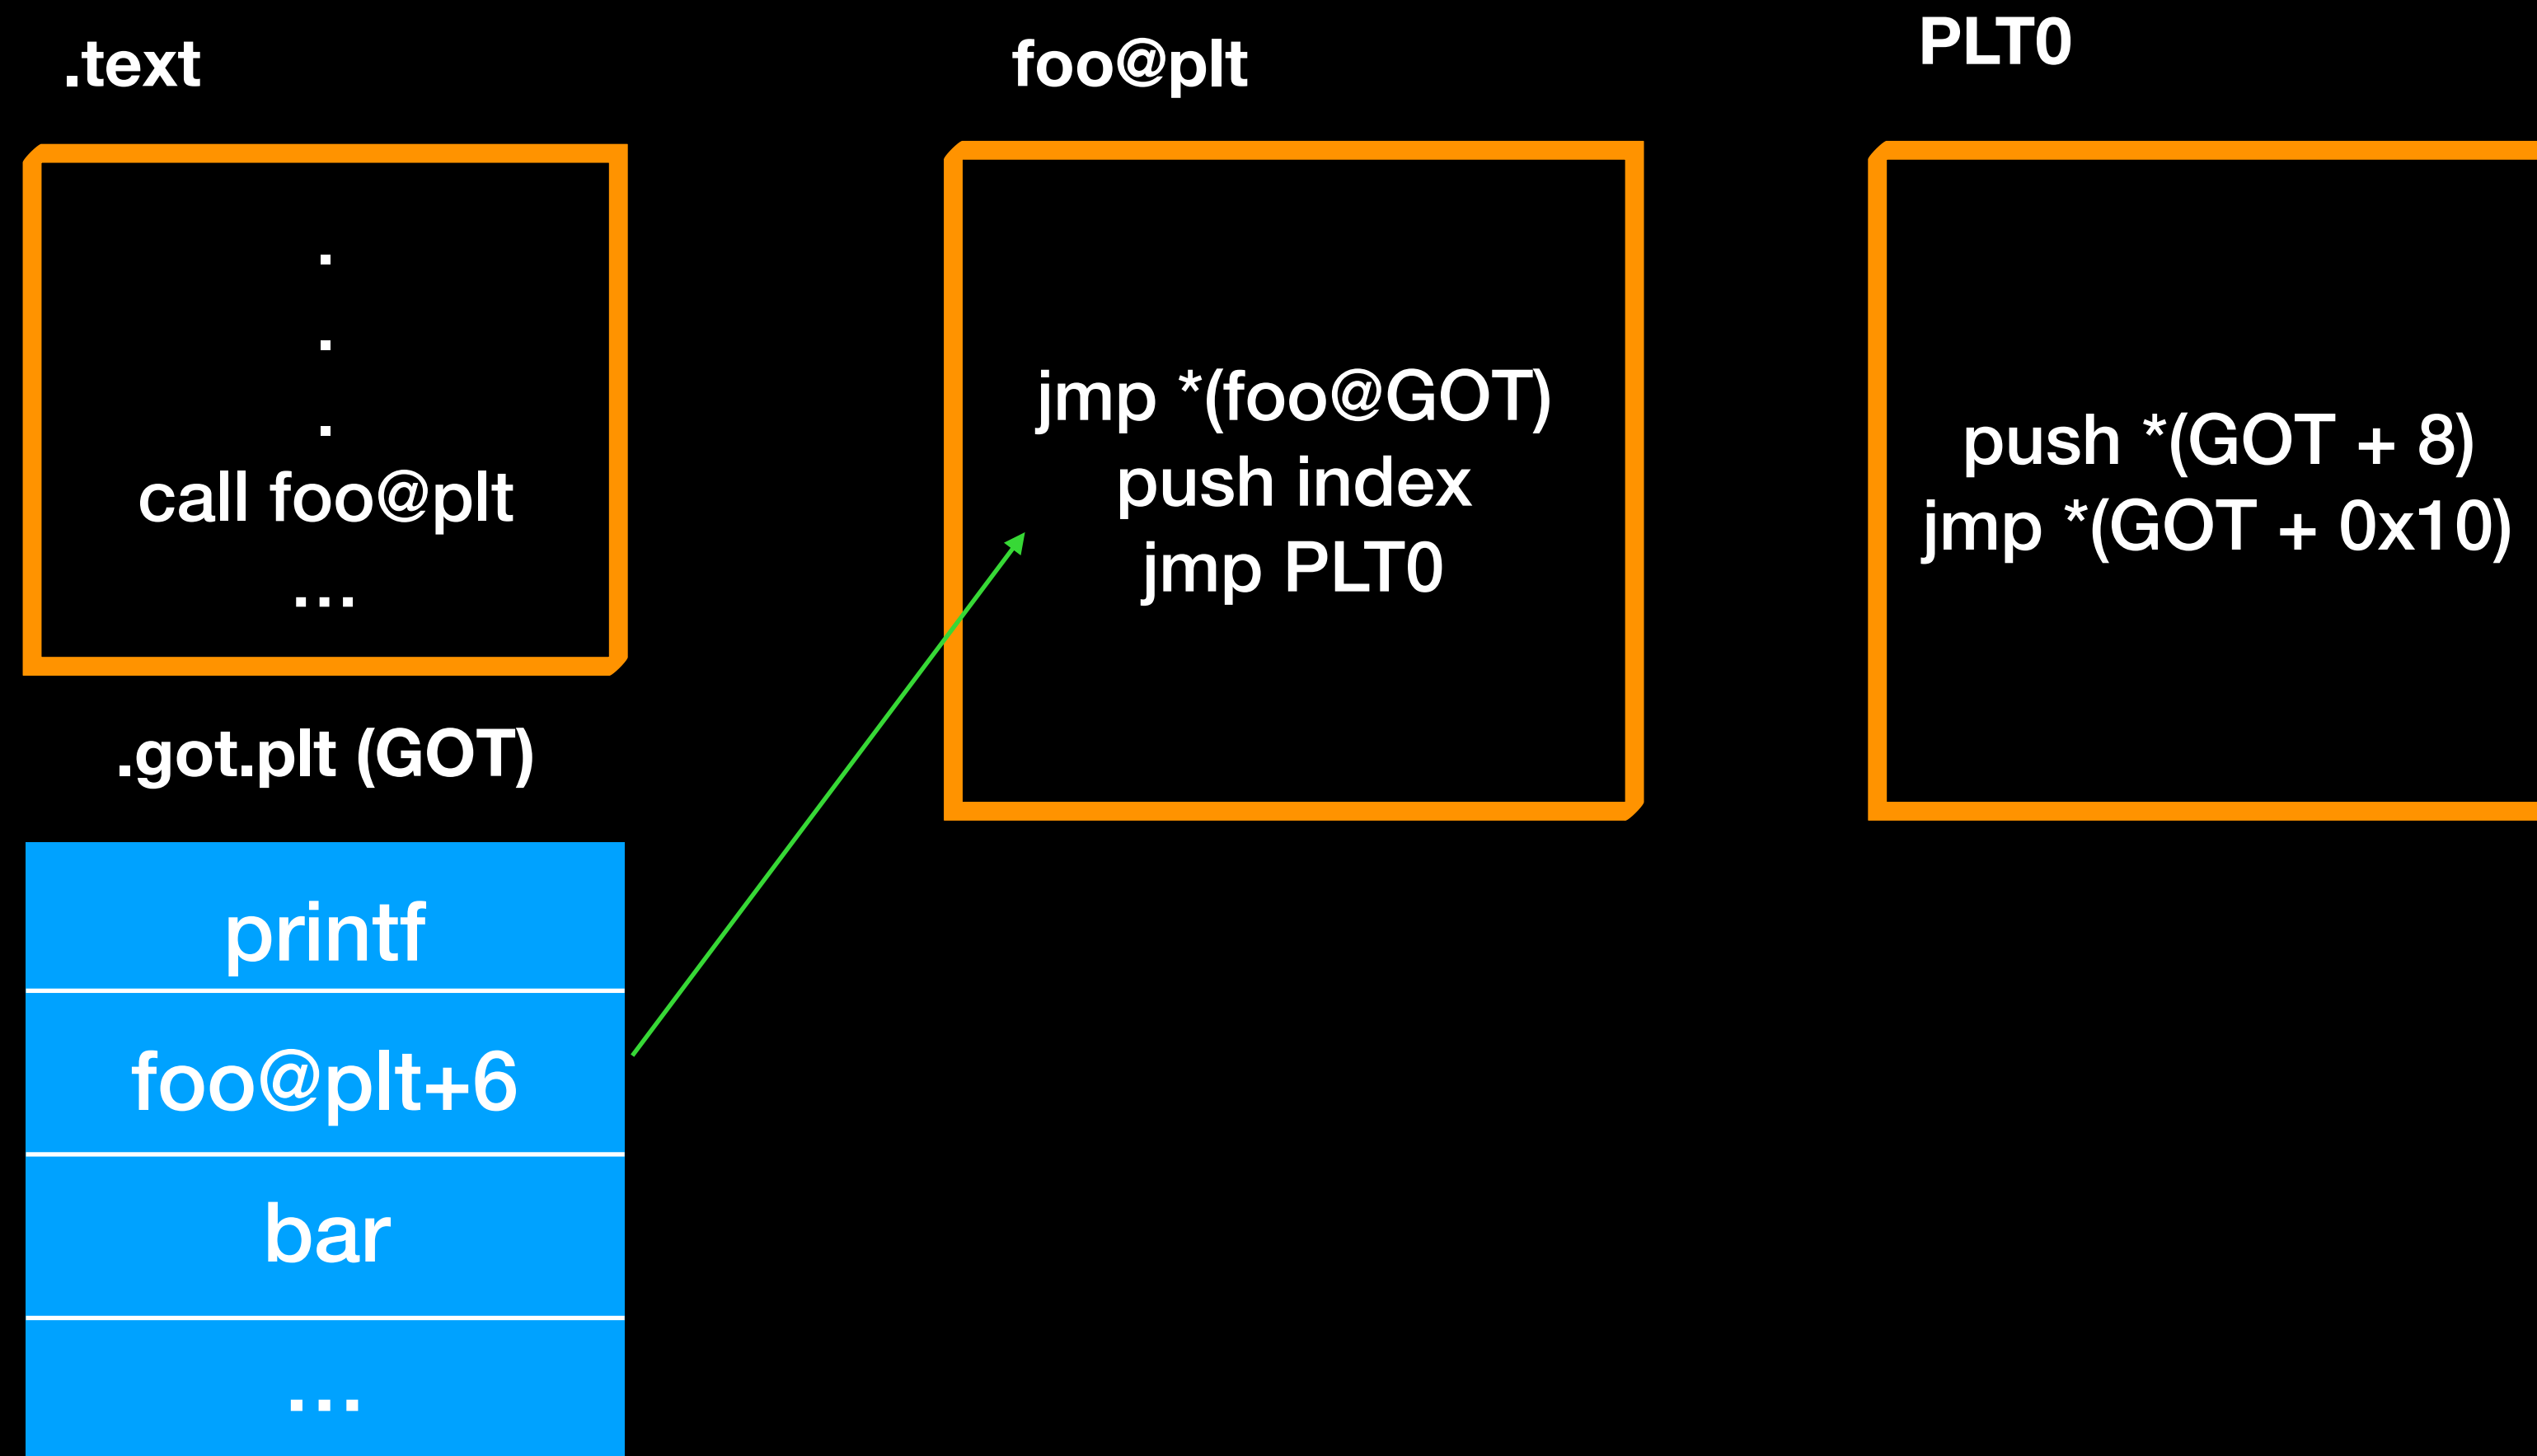 .text
.
.
.
call foo@plt
...
.got.plt (GOT)
printf
foo@plt+6
bar
...
foo@plt
jmp *(foo@GOT)
push index
jmp PLT0
PLT0
push *(GOT + 8)
jmp *(GOT + 0x10)